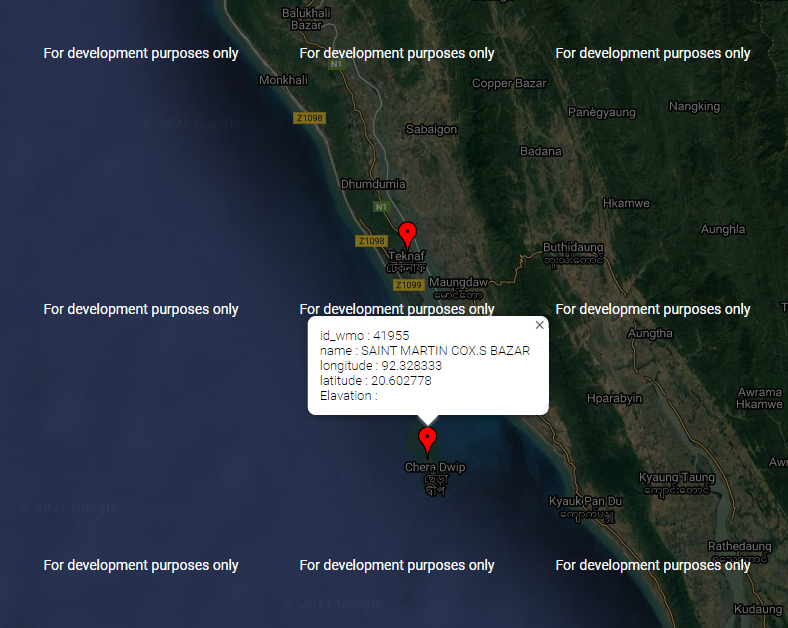 Balukhali
Bazar
For development purposes only
For development purposes only
For development purposes only
N1
Monkhali
Copper Bazar
Nangking
Panègyaung
Z1098
© 2021 Google
Sabaigon
Badana
Dhumdumia
Hkamwe
N1
Aunghla
Z1098
Buthidaung
ဘူးသီးတောင်
Teknaf
টেকনাফ
Maungdaw
မောင်တော
Z1099
For development purposes only
For development purposes only
For development purposes only
Aungtha
id_wmo : 41955
name : SAINT MARTIN COX.S BAZAR
longitude : 92.328333
latitude : 20.602778
Elavation :
×
Hparabyin
Awrama
Hkamwe
Chera Dwip
ছেঁড়া
দ্বীপ
Kyaung Taung
ကျောင်းတောင်
Kyauk Pan Du
ကျောက်ပန္ဒူ
© 2021 Google
Rathedaung
For development purposes only
For development purposes only
For development purposes only
© 2021 Google
Kudaung